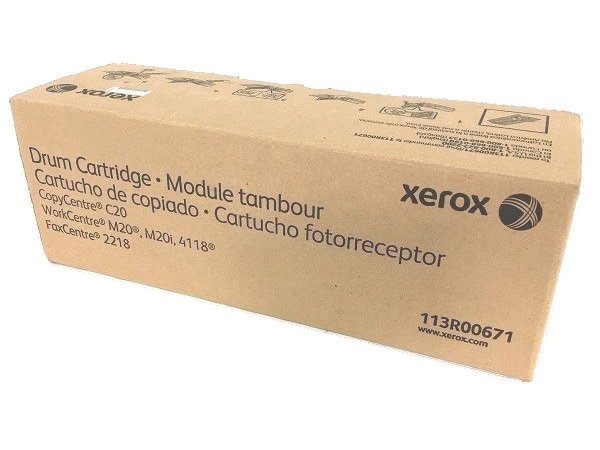 xerox
Drum Cartridge • Module tambour
Cartucho de copiado • Cartucho fotorreceptor
CopyCentre® C20
WorkCentre® M20®, M20i, 4118®
FaxCentre® 2218
xerox
113R00671
www.xerox.com